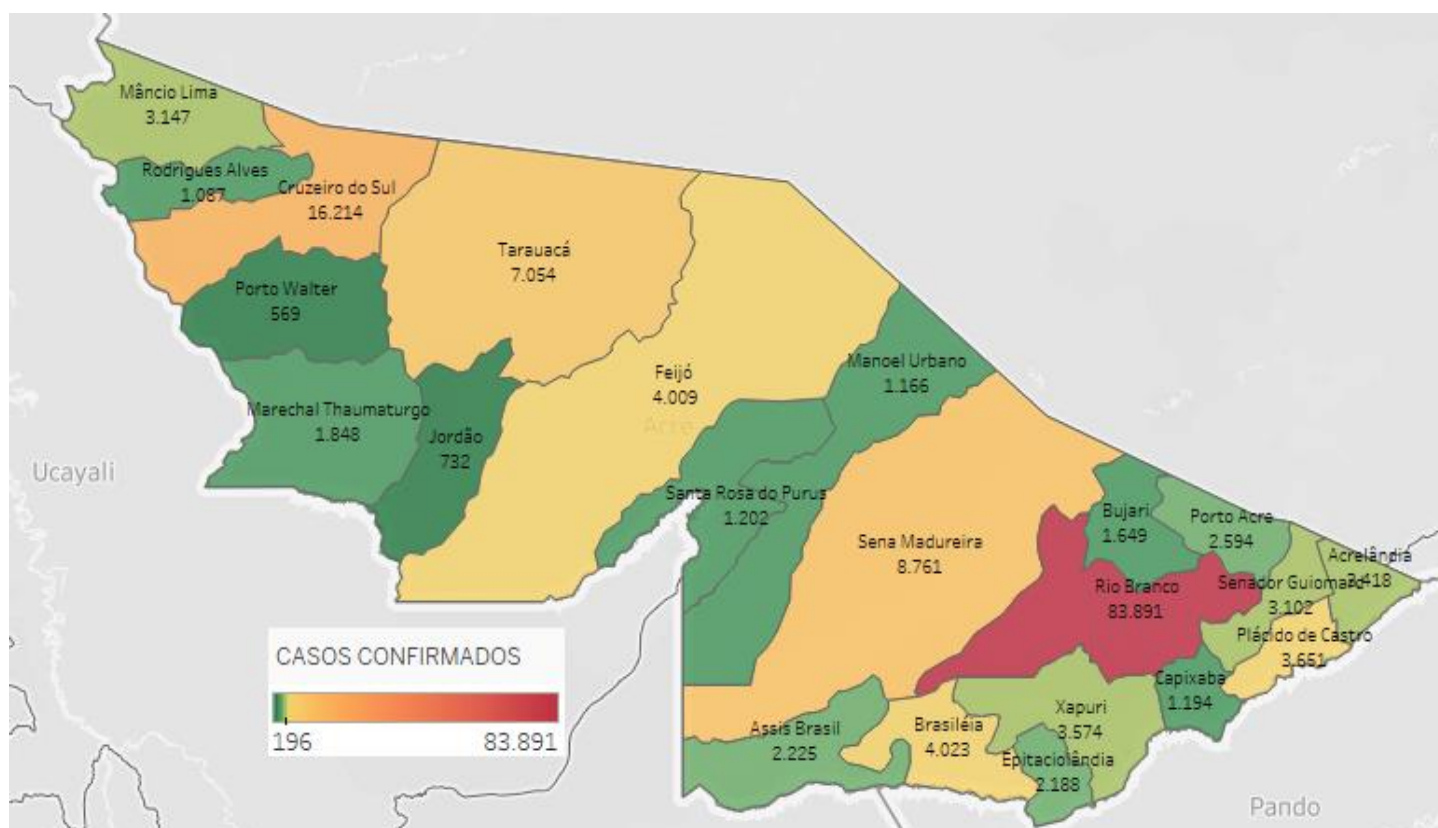 Mâncio Lima
3.147
Rodrigues Alves
1.087
Cruzeiro do Sul
16.214
Tarauacá
7.054
Porto Walter
569
Feijó
4.009
Acre
Manoel Urbano
1.166
Marechal Thaumaturgo
1.848
Jordão
732
Ucayali
Santa Rosa do Purus
1.202
Sena Madureira
8.761
Bujari
1.649
Porto Acre
2.594
Acrelândia
3.418
Rio Branco
83.891
Senador Guiomard
3.102
Plácido de Castro
3.651
Capixaba
1.194
Xapuri
3.574
Assis Brasil
2.225
Brasiléia
4.023
Epitaciolândia
2.188
Pando
CASOS CONFIRMADOS
196
83.891